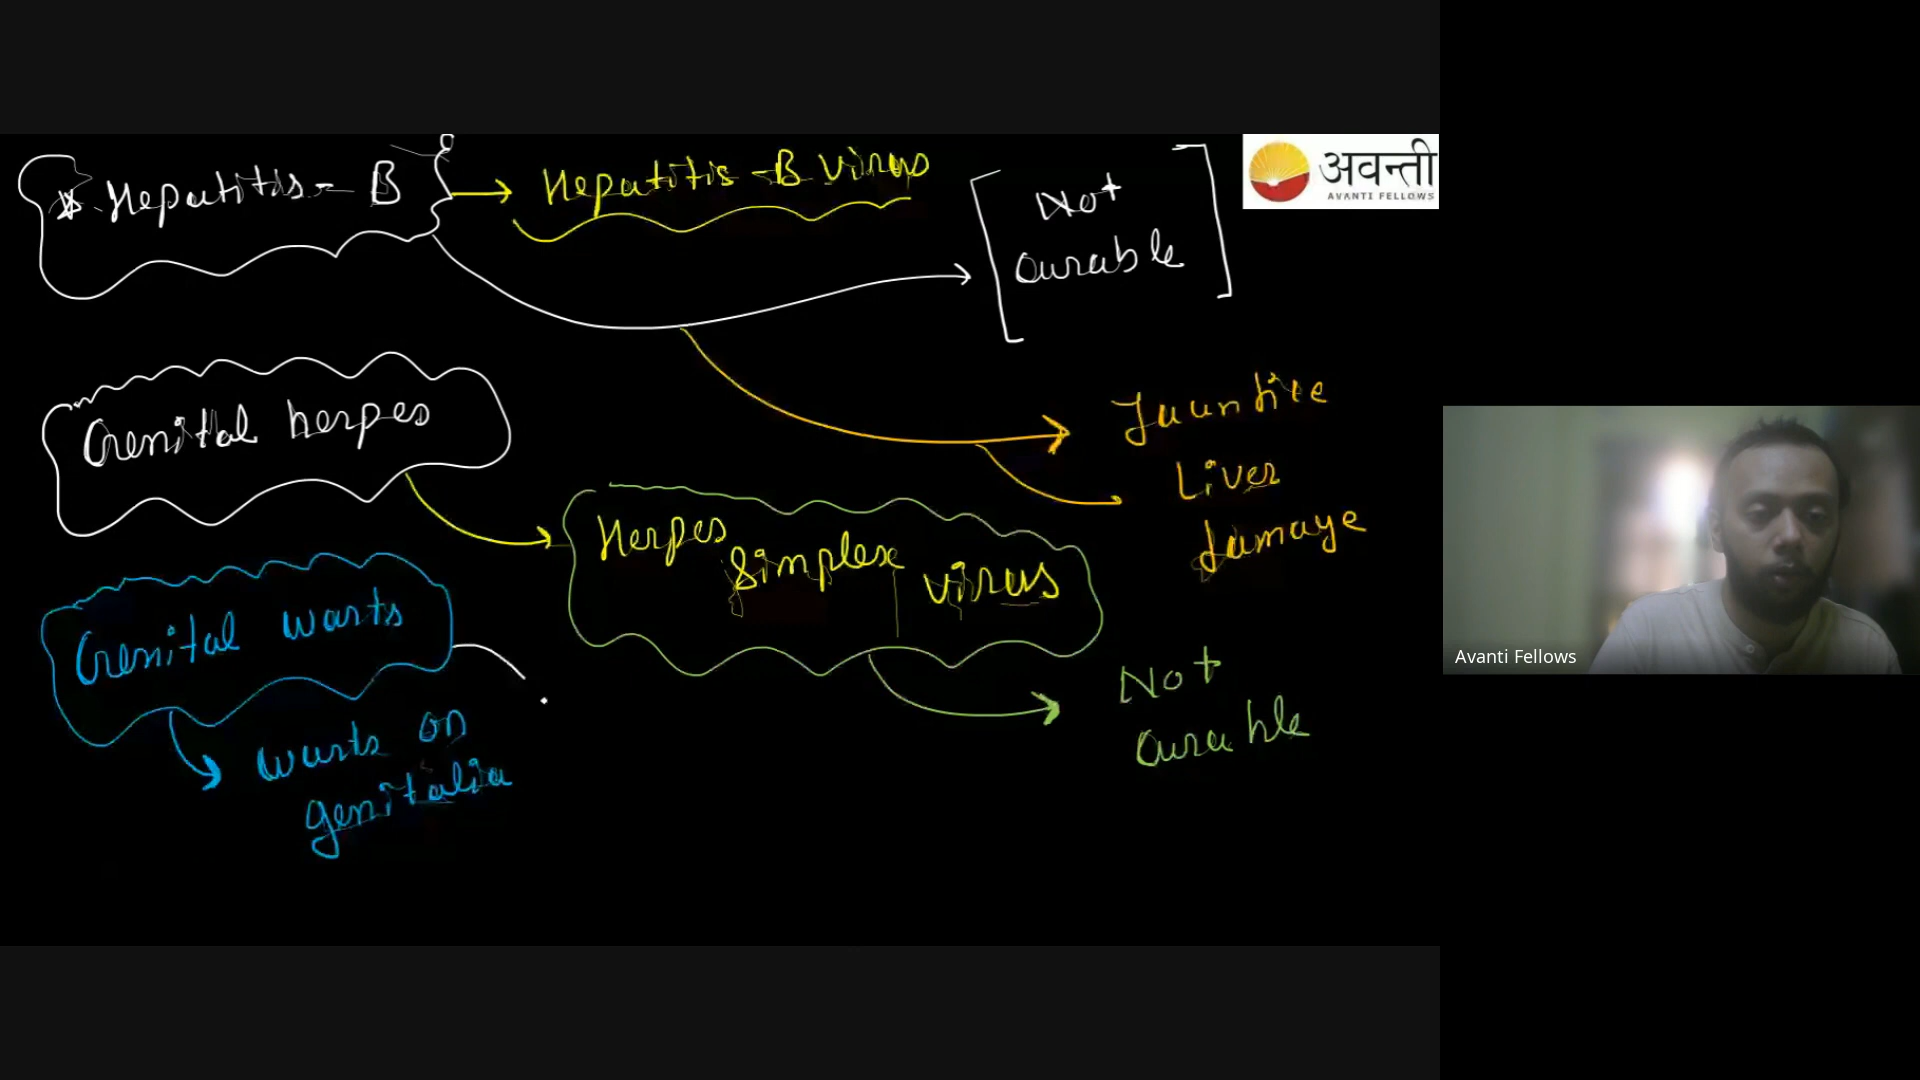 * Hepatitis - B → Hepatitis - B virus
Not
Curable
अवन्ती
AVANTI FELLOWS
Genital herpes
Jaundice
Liver
damage
Herpes simplex virus
Genital warts
Not
Curable
warts on
genitalia
Avanti Fellows